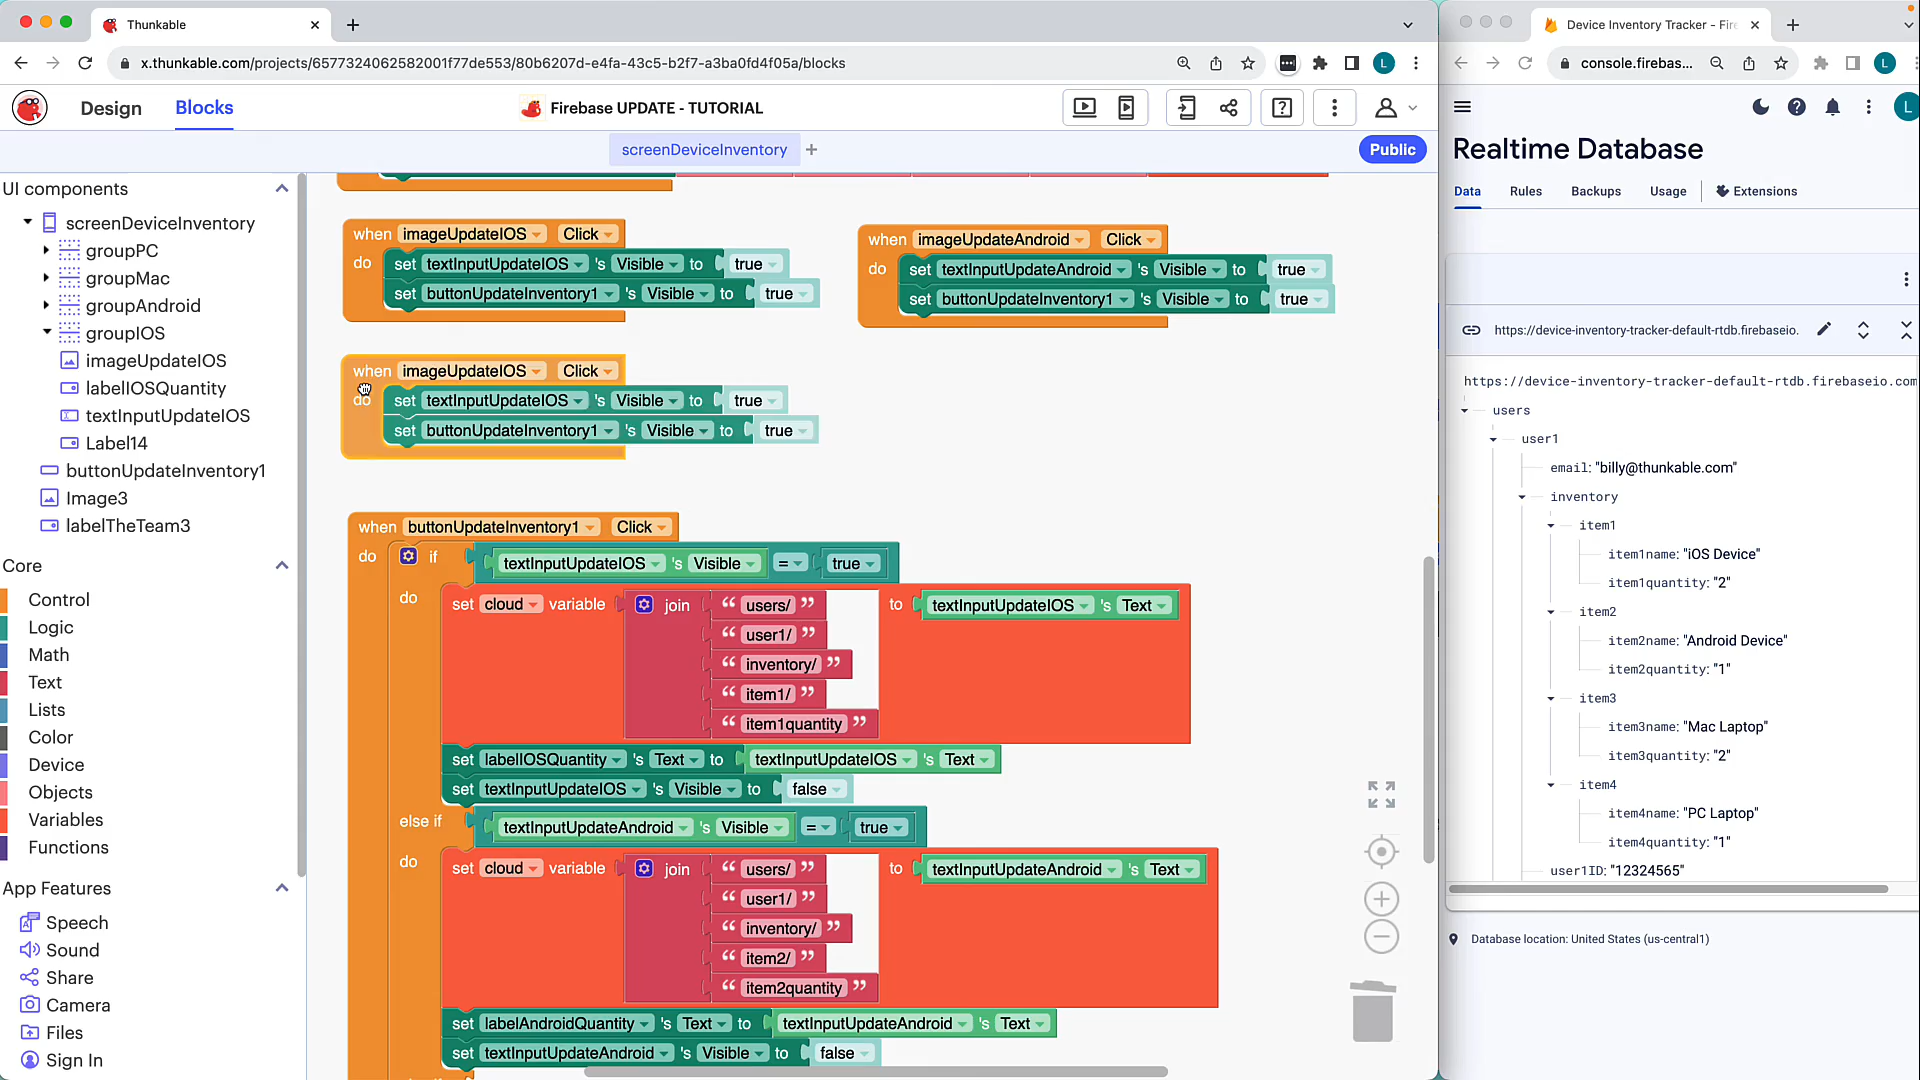 Thunkable
Device Inventory Tracker - Fire
x.thunkable.com/projects/6577324062582001f77de553/80b6207d-e4fa-43c5-b2f7-a3ba0fd4f05a/blocks
L
console.firebas...
L
Design
Blocks
Firebase UPDATE - TUTORIAL
L
screenDeviceInventory
Public
Realtime Database
Data
Rules
Backups
Usage
Extensions
UI components
screenDeviceInventory
groupPC
groupMac
groupAndroid
groupIOS
imageUpdateIOS
labelIOSQuantity
textInputUpdateIOS
Label14
buttonUpdateInventory1
Image3
labelTheTeam3
Core
Control
Logic
Math
Text
Lists
Color
Device
Objects
Variables
Functions
App Features
Speech
Sound
Share
Camera
Files
Sign In
when imageUpdateIOS Click
do set textInputUpdateIOS 's Visible to true
set buttonUpdateInventory1 's Visible to true
when imageUpdateAndroid Click
do set textInputUpdateAndroid 's Visible to true
set buttonUpdateInventory1 's Visible to true
when imageUpdateIOS Click
do set textInputUpdateIOS 's Visible to true
set buttonUpdateInventory1 's Visible to true
when buttonUpdateInventory1 Click
do if textInputUpdateIOS 's Visible = true
do set cloud variable join “ users/ ” to textInputUpdateIOS 's Text
“ user1/ ”
“ inventory/ ”
“ item1/ ”
“ item1quantity ”
set labelIOSQuantity 's Text to textInputUpdateIOS 's Text
set textInputUpdateIOS 's Visible to false
else if textInputUpdateAndroid 's Visible = true
do set cloud variable join “ users/ ” to textInputUpdateAndroid 's Text
“ user1/ ”
“ inventory/ ”
“ item2/ ”
“ item2quantity ”
set labelAndroidQuantity 's Text to textInputUpdateAndroid 's Text
set textInputUpdateAndroid 's Visible to false
https://device-inventory-tracker-default-rtdb.firebaseio.
https://device-inventory-tracker-default-rtdb.firebaseio.com
users
user1
email: "billy@thunkable.com"
inventory
item1
item1name: "iOS Device"
item1quantity: "2"
item2
item2name: "Android Device"
item2quantity: "1"
item3
item3name: "Mac Laptop"
item3quantity: "2"
item4
item4name: "PC Laptop"
item4quantity: "1"
user1ID: "12324565"
Database location: United States (us-central1)